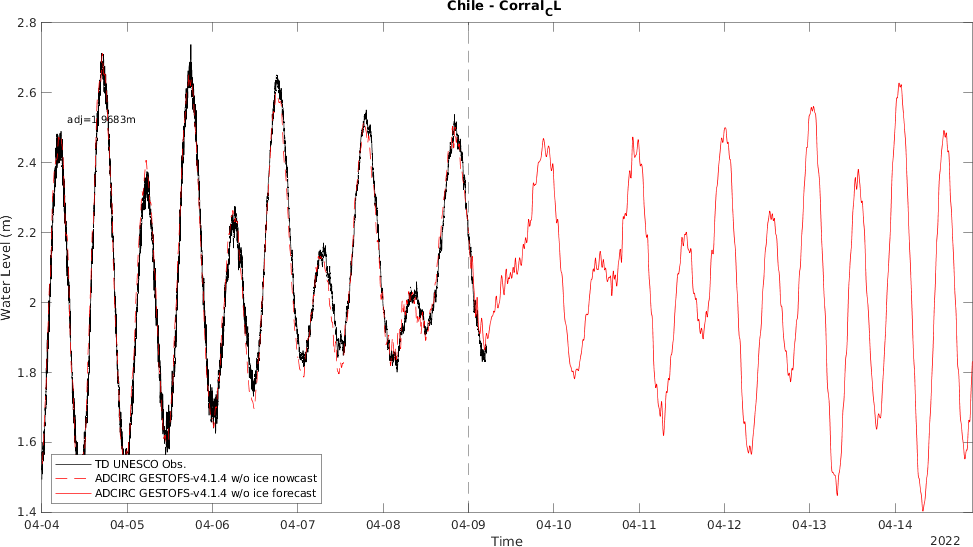 Chile - Corral_CL
2.8
2.6
2.4
2.2
2
1.8
1.6
1.4
Water Level (m)
adj=1.9683m
TD UNESCO Obs.
ADCIRC GESTOFS-v4.1.4 w/o ice nowcast
ADCIRC GESTOFS-v4.1.4 w/o ice forecast
04-04 04-05 04-06 04-07 04-08 04-09 04-10 04-11 04-12 04-13 04-14
Time
2022